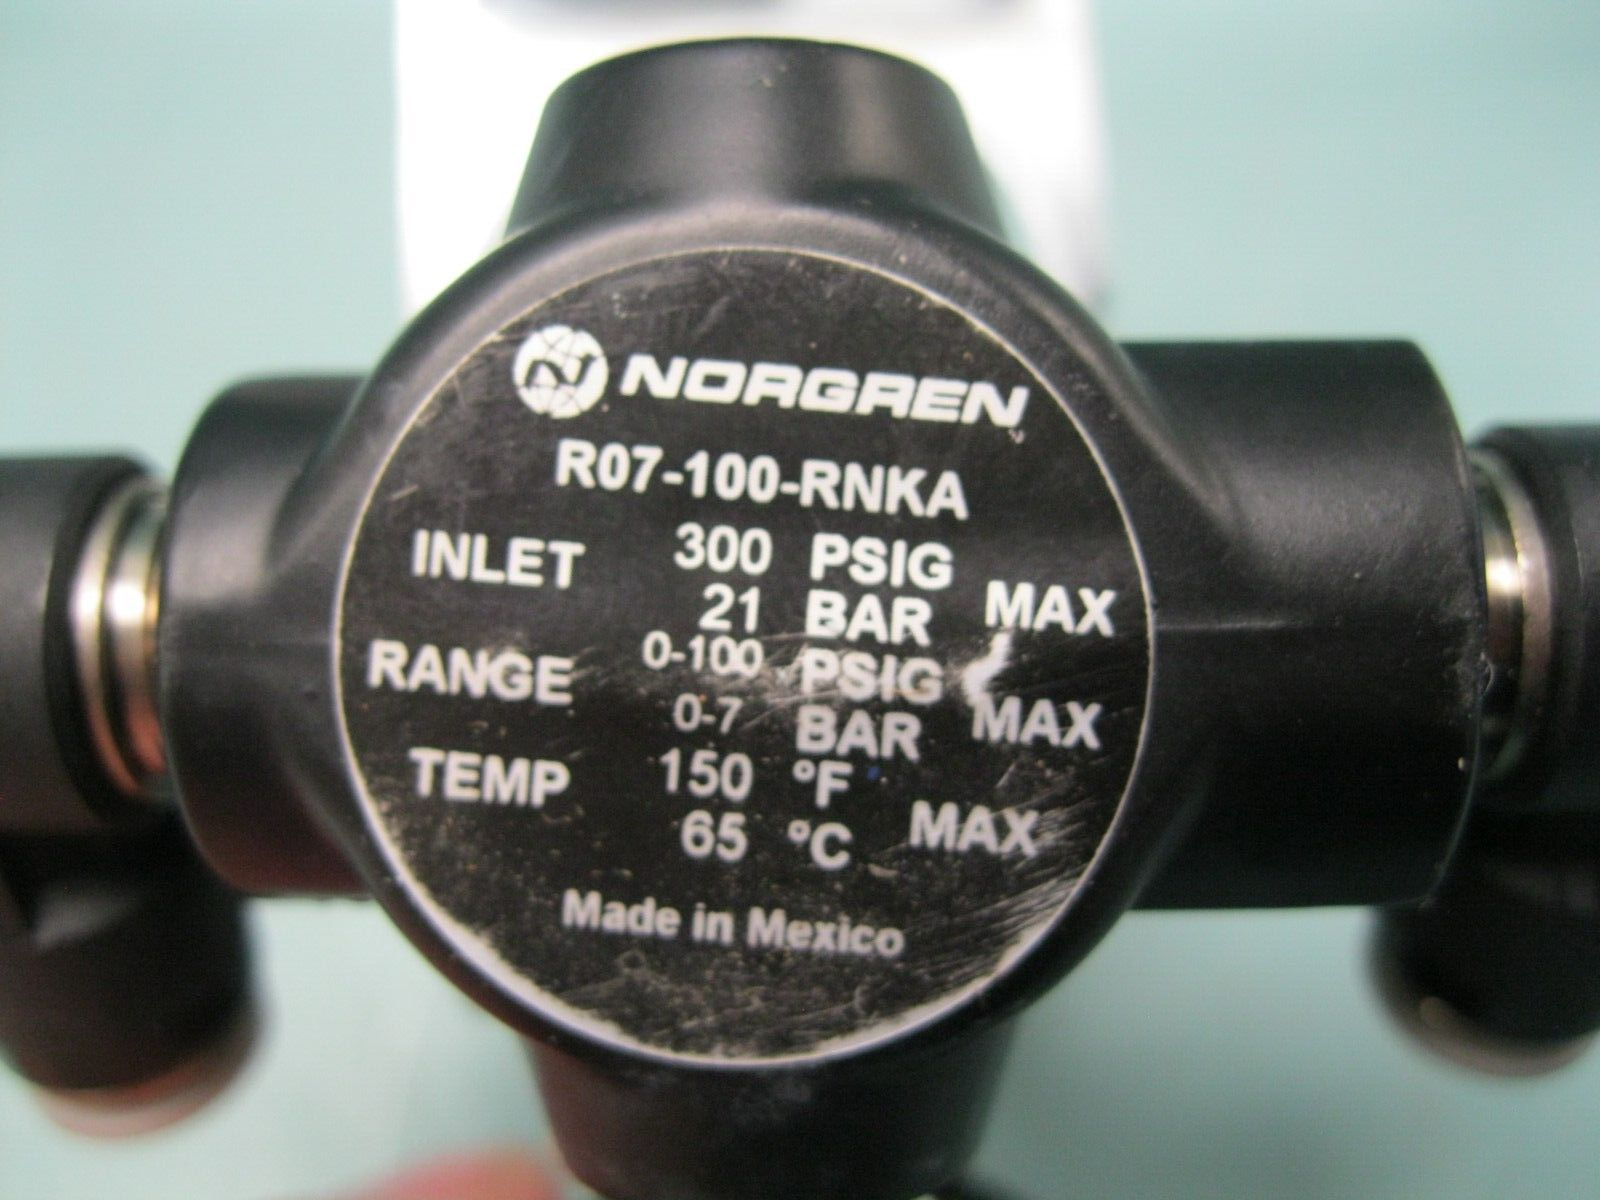 NORGREN
R07-100-RNKA
INLET 300 PSIG
21 BAR MAX
RANGE 0-100 PSIG
0-7 BAR MAX
TEMP 150 °F
65 °C MAX
Made in Mexico